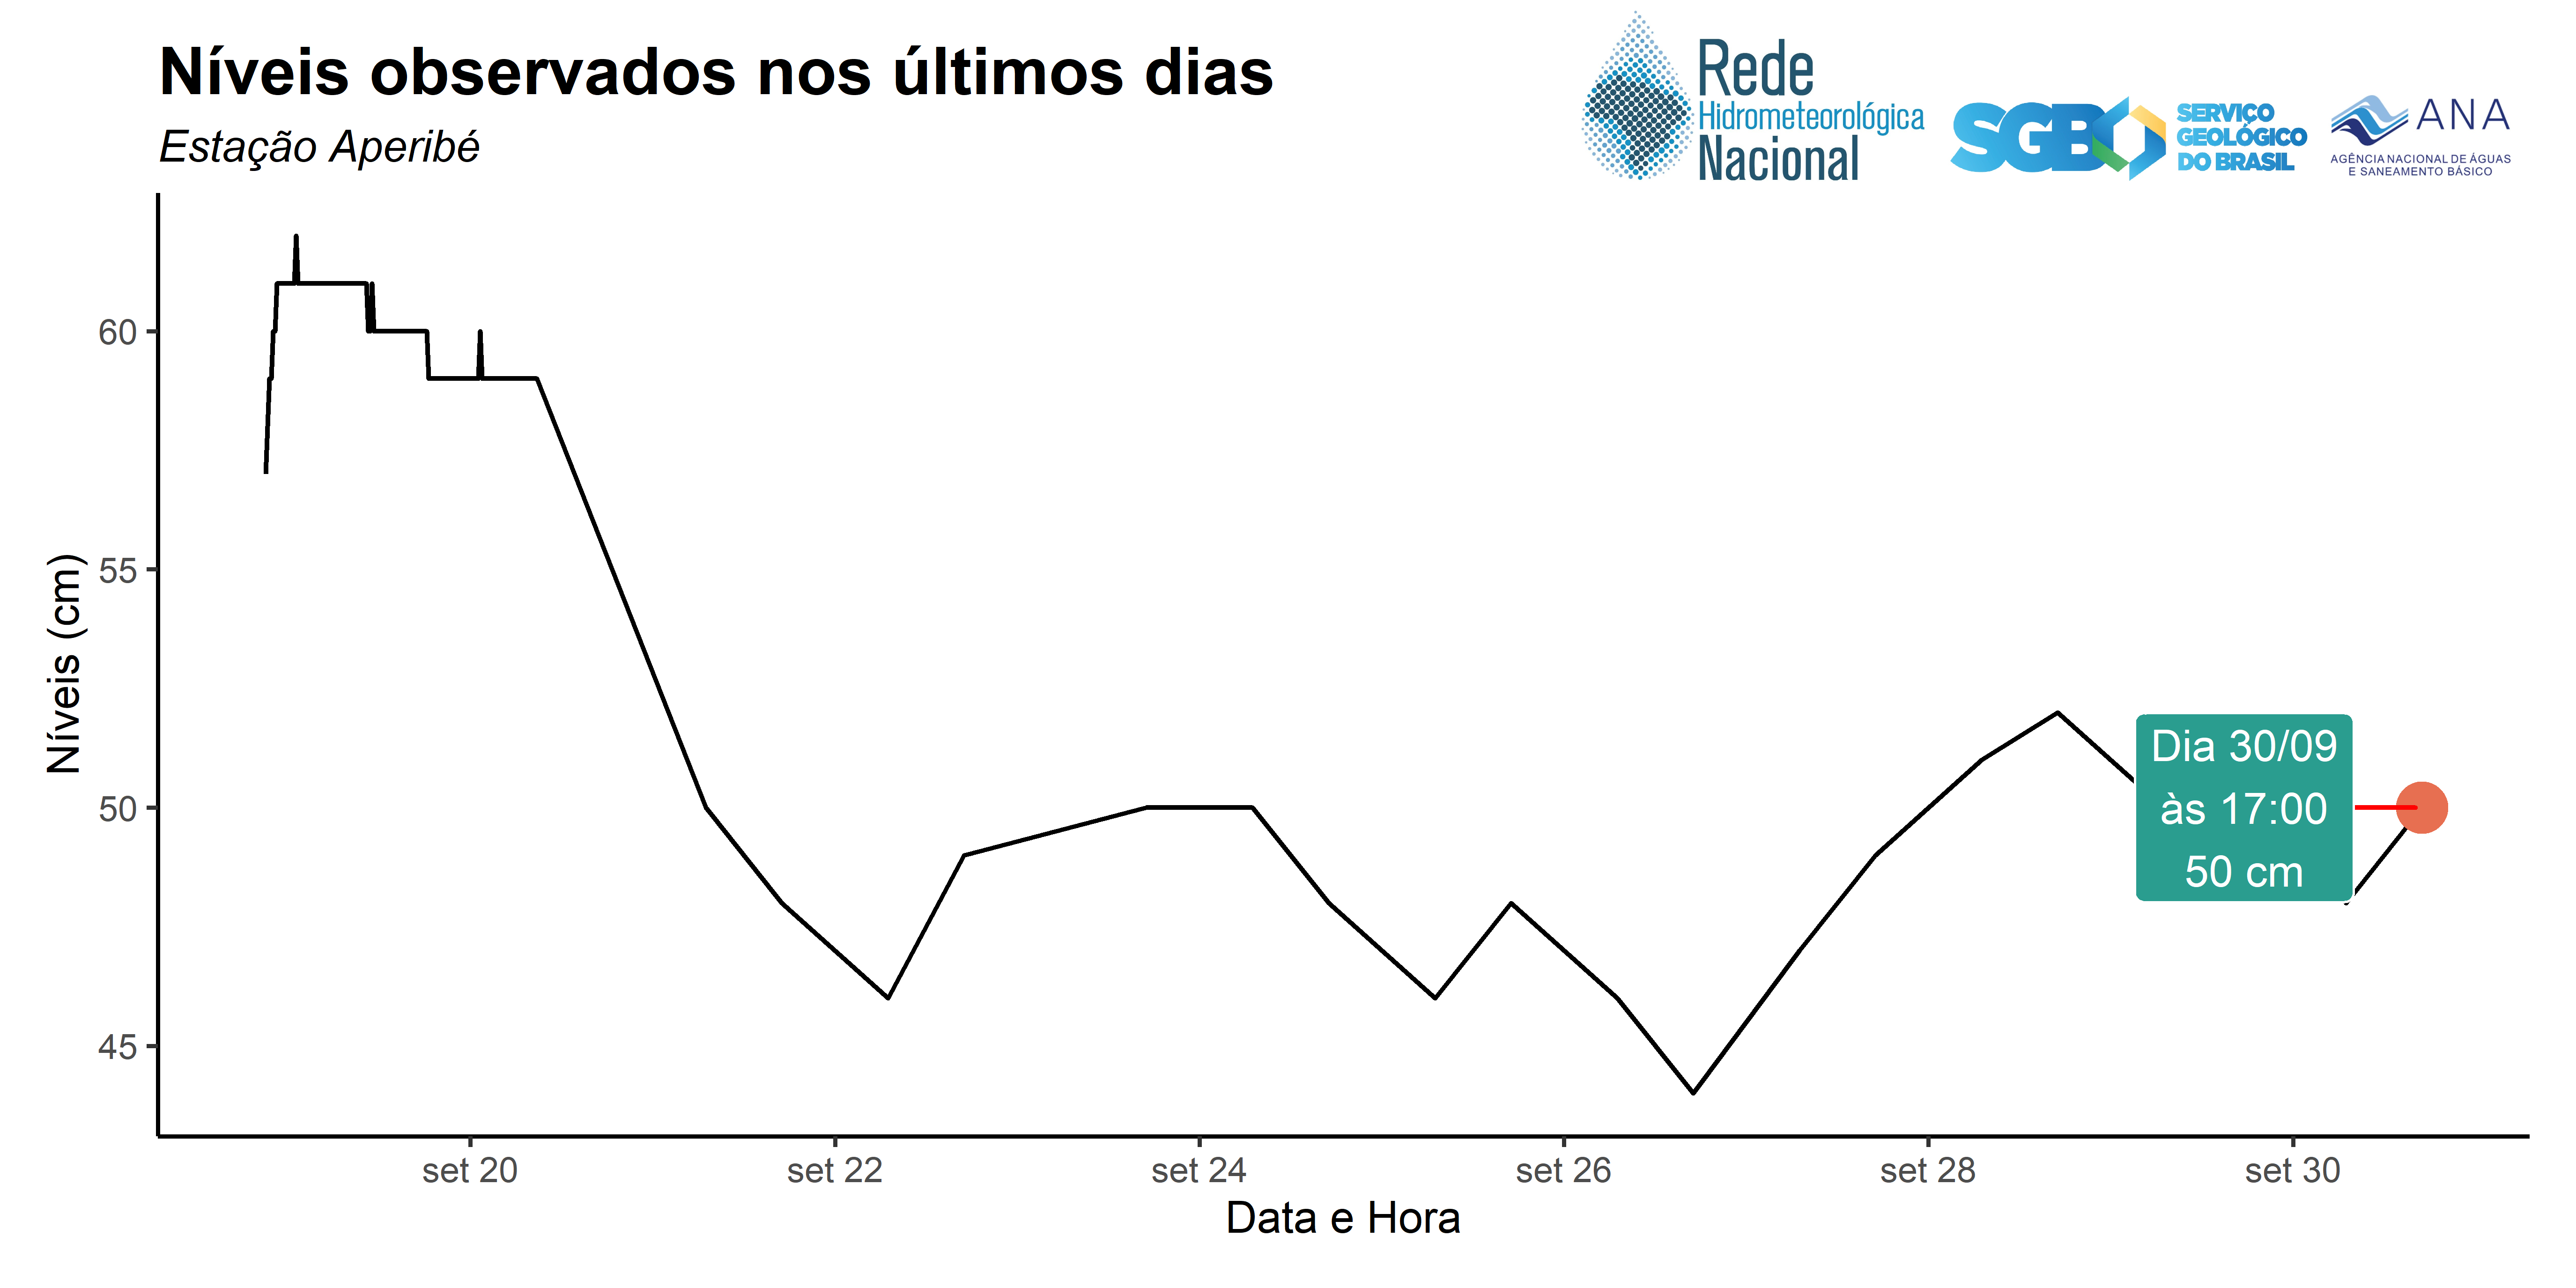 Níveis observados nos últimos dias
Estação Aperibé
Rede
Hidrometeorológica
Nacional
SGB
SERVIÇO
GEOLÓGICO
DO BRASIL
ANA
AGÊNCIA NACIONAL DE ÁGUAS
E SANEAMENTO BÁSICO
Níveis (cm)
60
55
50
45
Dia 30/09
às 17:00
50 cm
set 20
set 22
set 24
set 26
set 28
set 30
Data e Hora